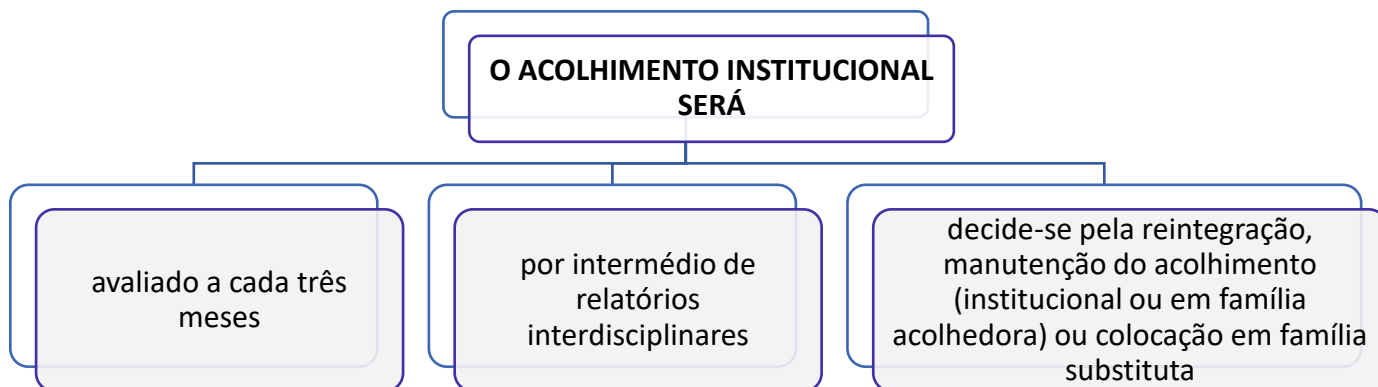 O ACOLHIMENTO INSTITUCIONAL
SERÁ
avaliado a cada três
meses
por intermédio de
relatórios
interdisciplinares
decide-se pela reintegração,
manutenção do acolhimento
(institucional ou em família
acolhedora) ou colocação em família
substituta